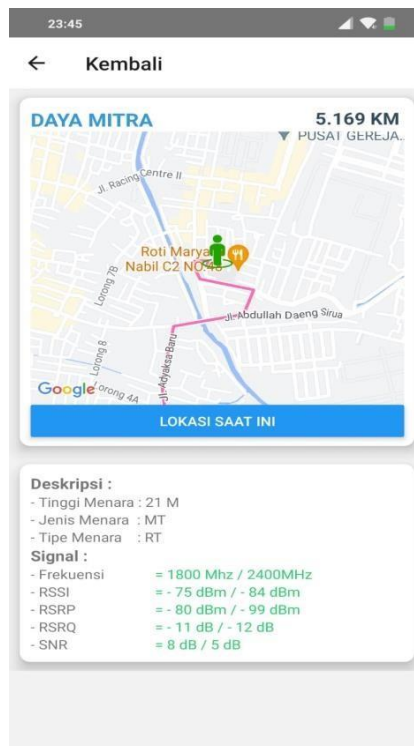 23:45
Kembali
DAYA MITRA
5.169 KM
PUSAT GEREJA..
Jl. Racing Centre II
Roti Marya
Nabil C2 NO
Lorong 7B
Jl. Abdullah Daeng Sirua
Lorong 8
Jl. Adyaksa Baru
Google
Lorong 4A
LOKASI SAAT INI
Deskripsi :
- Tinggi Menara : 21 M
- Jenis Menara : MT
- Tipe Menara : RT
Signal :
- Frekuensi = 1800 Mhz / 2400MHz
- RSSI = - 75 dBm / - 84 dBm
- RSRP = - 80 dBm / - 99 dBm
- RSRQ = - 11 dB / - 12 dB
- SNR = 8 dB / 5 dB